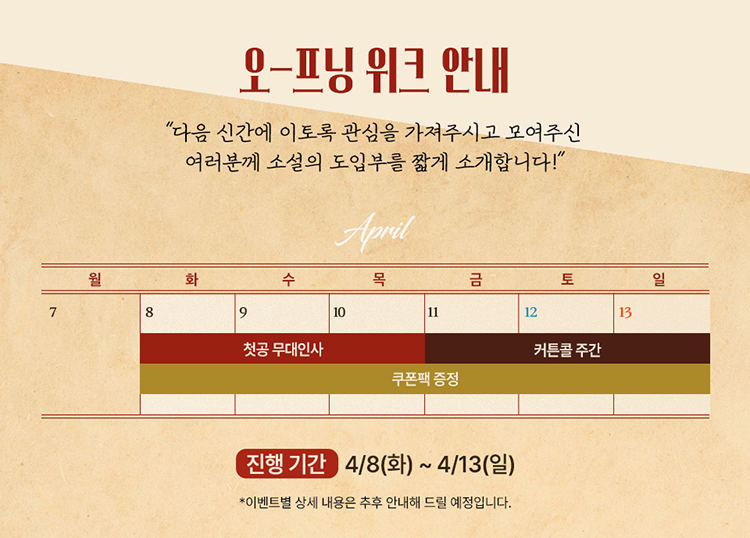 오-프닝 위크 안내
"다음 신간에 이토록 관심을 가져주시고 모여주신
여러분께 소설의 도입부를 짧게 소개합니다!"
April
월 화 수 목 금 토 일
7 8 9 10 11 12 13
첫공 무대인사 커튼콜 주간
쿠폰팩 증정
진행 기간 4/8(화) ~ 4/13(일)
*이벤트별 상세 내용은 추후 안내해 드릴 예정입니다.